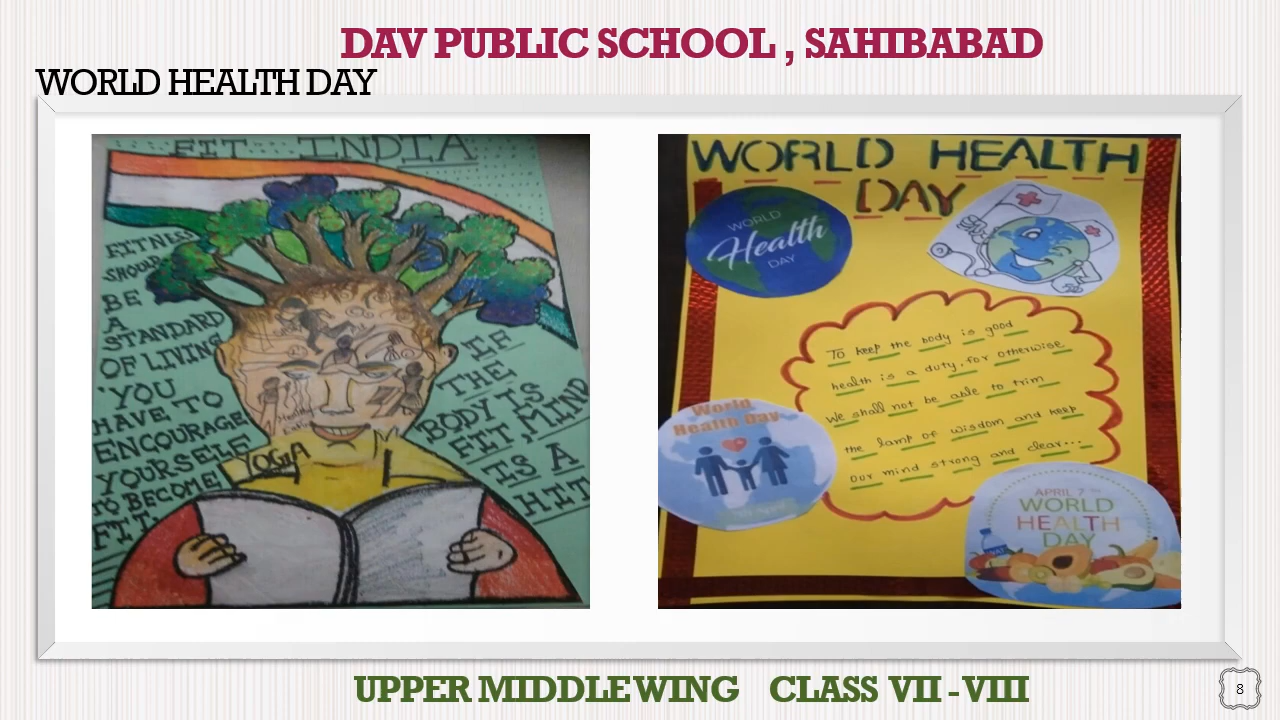 DAV PUBLIC SCHOOL , SAHIBABAD
WORLD HEALTH DAY
FIT INDIA
FITNESS
SHOULD
BE
A
STANDARD
OF LIVING
'YOU
HAVE TO
ENCOURAGE
YOURSELF
TO BECOME
FIT'
YOGA
IF
THE
BODY IS
FIT, MIND
IS A
HIT
WORLD HEALTH
DAY
WORLD
Health
DAY
To keep the body is good
health is a duty, for otherwise
We shall not be able to trim
the lamp of wisdom and keep
our mind strong and clear...
World
Health Day
APRIL 7
WORLD
HEALTH
DAY
UPPER MIDDLE WING CLASS VII - VIII
8